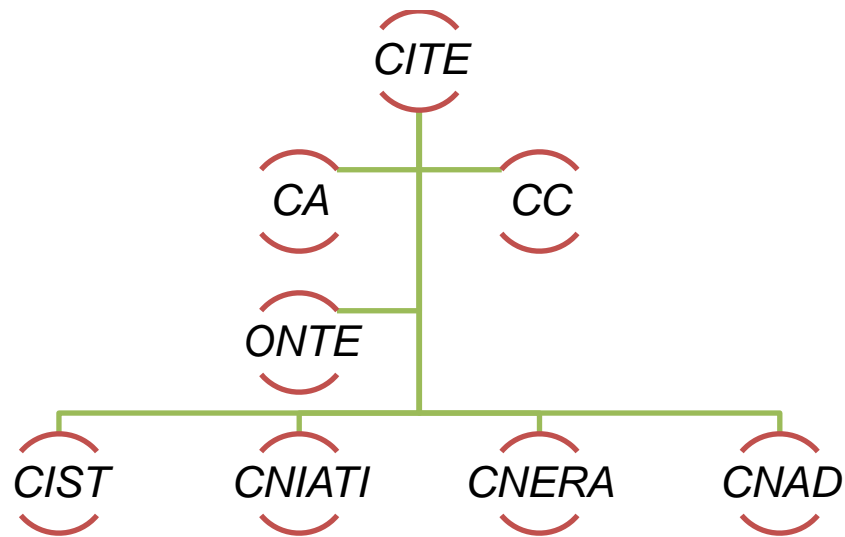 CITE
CA
CC
ONTE
CIST
CNIATI
CNERA
CNAD